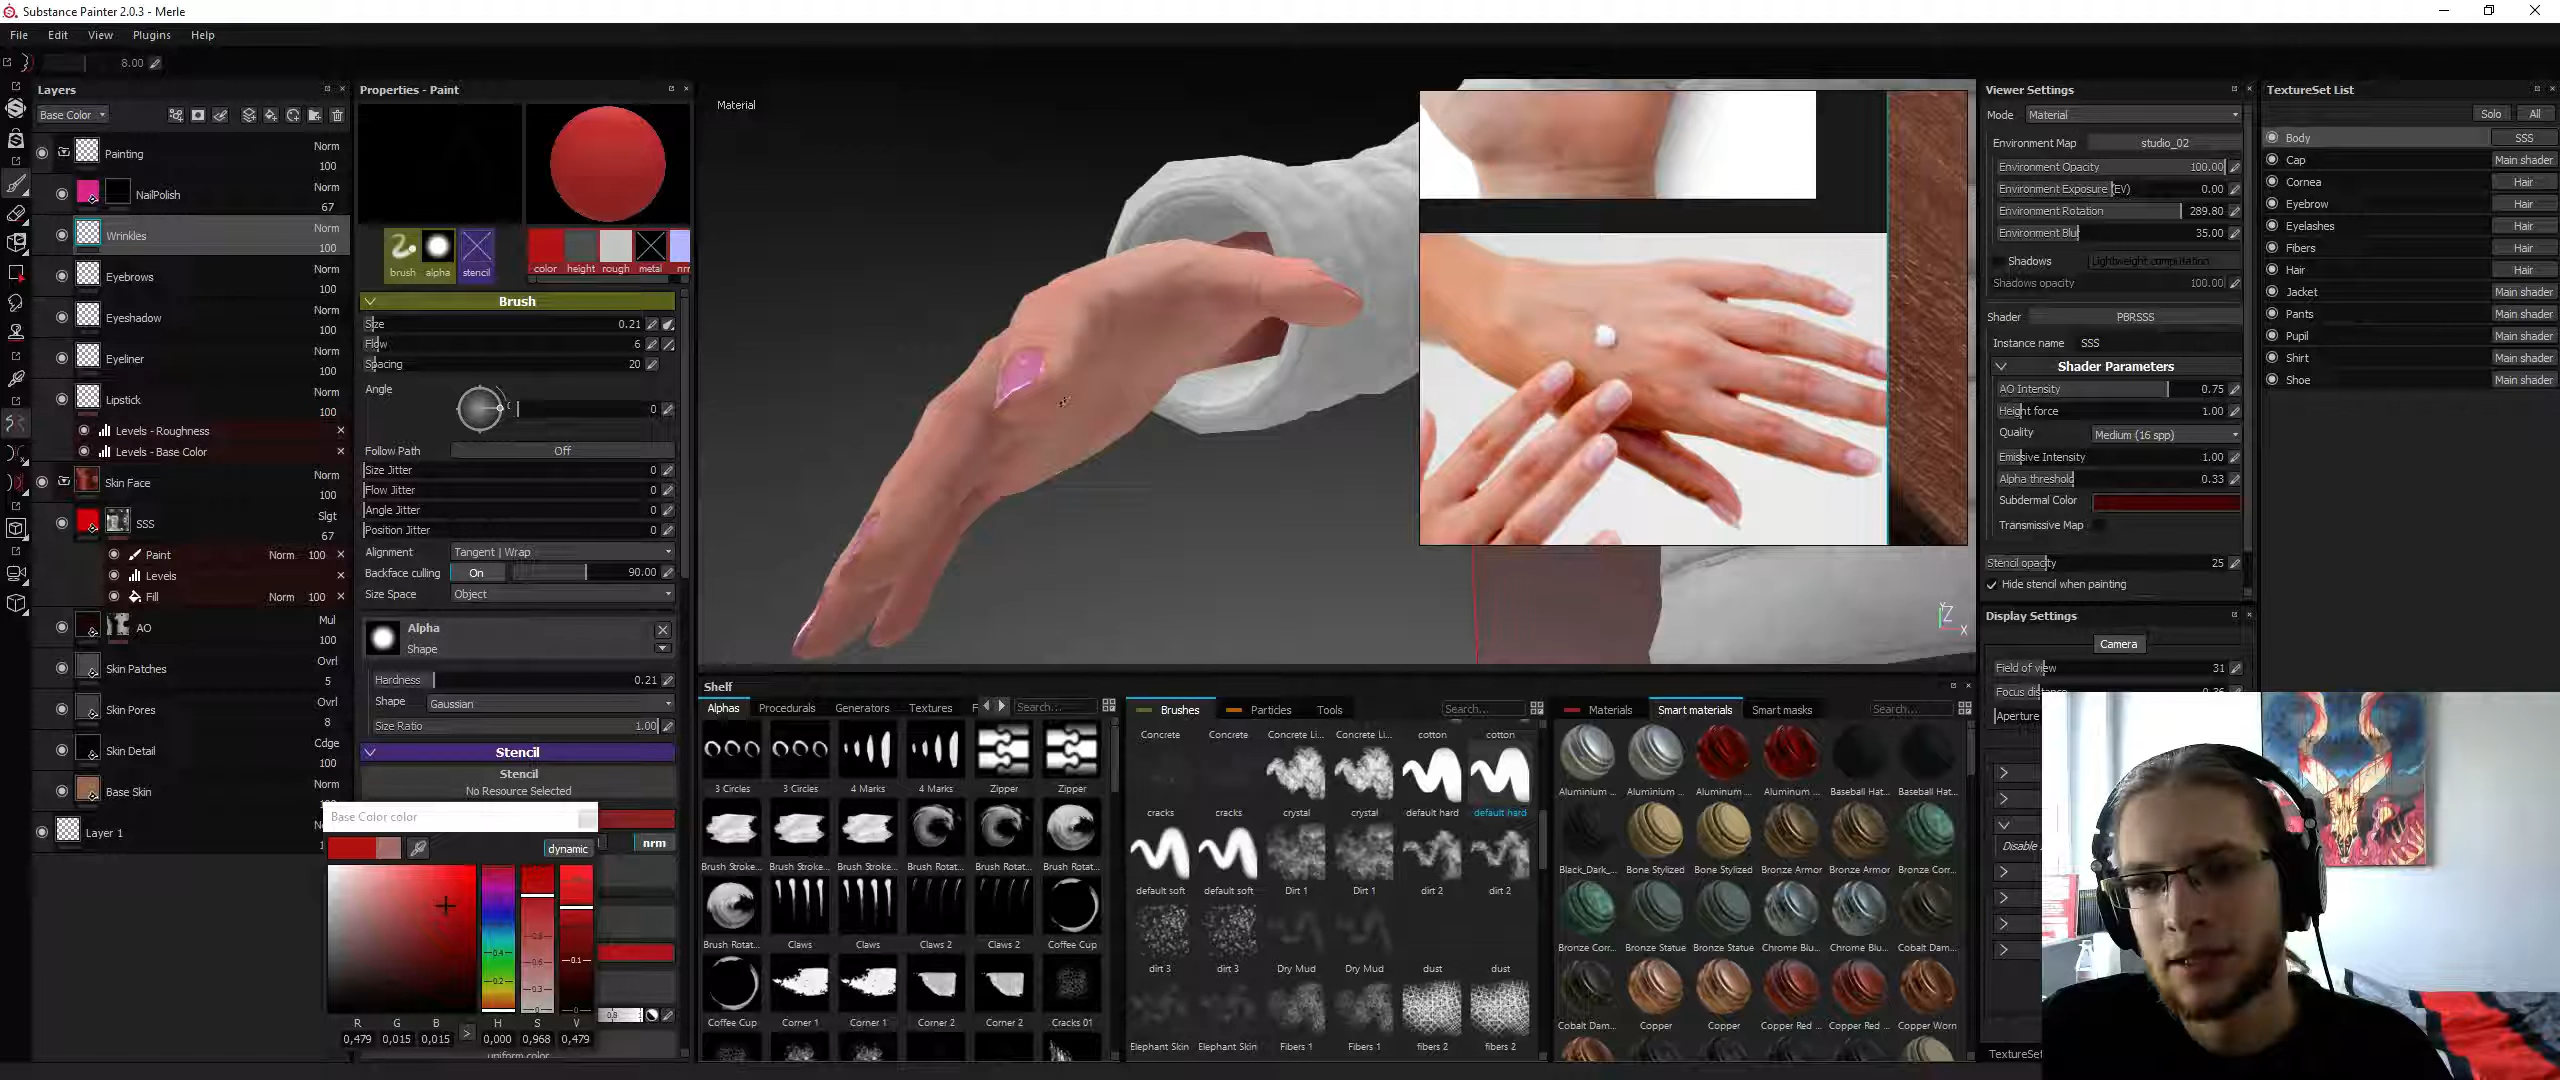 Substance Painter 2.0.3 - Merle
File Edit View Plugins Help
8.00
Layers
Base Color
Painting Norm 100
NailPolish Norm 67
Wrinkles Norm 100
Eyebrows Norm 100
Eyeshadow Norm 100
Eyeliner Norm 100
Lipstick Norm 100
Levels - Roughness
Levels - Base Color
Skin Face Norm 100
SSS Slgt 67
Paint Norm 100
Levels
Fill Norm 100
AO Mul 100
Skin Patches Ovrl 5
Skin Pores Ovrl 8
Skin Detail Cdge 100
Base Skin Norm
Layer 1
Properties - Paint
brush alpha stencil color height rough metal nrm
Brush
Size 0.21
Flow 6
Spacing 20
Angle 0
Follow Path Off
Size Jitter 0
Flow Jitter 0
Angle Jitter 0
Position Jitter 0
Alignment Tangent | Wrap
Backface culling On 90.00
Size Space Object
Alpha
Shape
Hardness 0.21
Shape Gaussian
Size Ratio 1.00
Stencil
Stencil
No Resource Selected
Base Color color
dynamic
nrm
R G B H S V
0,479 0,015 0,015 > 0,000 0,968 0,479
uniform color
Material
Shelf
Alphas Procedurals Generators Textures Search...
3 Circles 3 Circles 4 Marks 4 Marks Zipper Zipper
Brush Stroke... Brush Stroke... Brush Stroke... Brush Rotat... Brush Rotat... Brush Rotat...
Brush Rotat... Claws Claws Claws 2 Claws 2 Coffee Cup
Coffee Cup Corner 1 Corner 1 Corner 2 Corner 2 Cracks 01
Brushes Particles Tools Search...
Concrete Concrete Concrete Li... Concrete Li... cotton cotton
cracks cracks crystal crystal default hard default hard
default soft default soft Dirt 1 Dirt 1 dirt 2 dirt 2
dirt 3 dirt 3 Dry Mud Dry Mud dust dust
Elephant Skin Elephant Skin Fibers 1 Fibers 1 fibers 2 fibers 2
Materials Smart materials Smart masks Search...
Aluminium ... Aluminium ... Aluminum ... Aluminum ... Baseball Hat... Baseball Hat...
Black_Dark_... Bone Stylized Bone Stylized Bronze Armor Bronze Armor Bronze Corr...
Bronze Corr... Bronze Statue Bronze Statue Chrome Blu... Chrome Blu... Cobalt Dam...
Cobalt Dam... Copper Copper Copper Red ... Copper Red ... Copper Worn
Viewer Settings
Mode Material
Environment Map studio_02
Environment Opacity 100.00
Environment Exposure (EV) 0.00
Environment Rotation 289.80
Environment Blur 35.00
Shadows Lightweight computation
Shadows opacity 100.00
Shader PBRSSS
Instance name SSS
Shader Parameters
AO Intensity 0.75
Height force 1.00
Quality Medium (16 spp)
Emissive Intensity 1.00
Alpha threshold 0.33
Subdermal Color
Transmissive Map
Stencil opacity 25
Hide stencil when painting
Display Settings
Camera
Field of view 31
Aperture
Disable
TextureSet
TextureSet List
Solo All
Body SSS
Cap Main shader
Cornea Hair
Eyebrow Hair
Eyelashes Hair
Fibers Hair
Hair Hair
Jacket Main shader
Pants Main shader
Pupil Main shader
Shirt Main shader
Shoe Main shader
Z
X